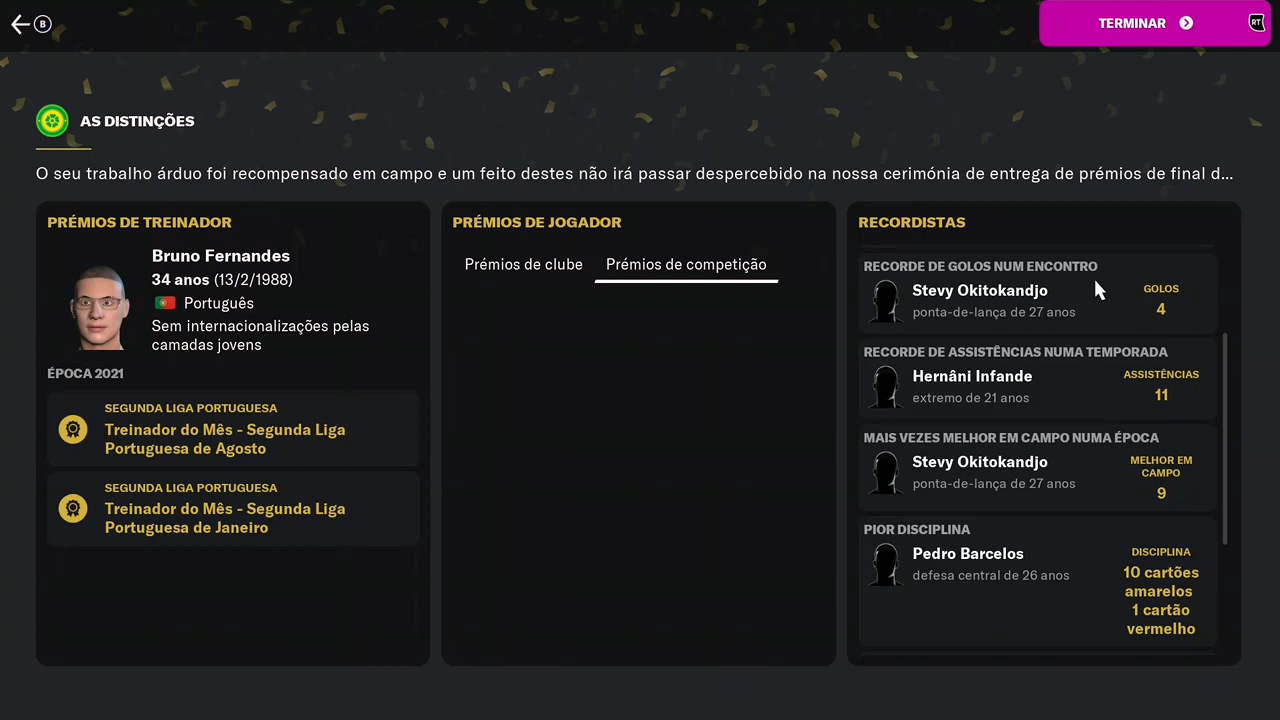 B
TERMINAR
RT
AS DISTINÇÕES
O seu trabalho árduo foi recompensado em campo e um feito destes não irá passar despercebido na nossa cerimónia de entrega de prémios de final d...
PRÉMIOS DE TREINADOR
Bruno Fernandes
34 anos (13/2/1988)
Português
Sem internacionalizações pelas
camadas jovens
ÉPOCA 2021
SEGUNDA LIGA PORTUGUESA
Treinador do Mês - Segunda Liga
Portuguesa de Agosto
SEGUNDA LIGA PORTUGUESA
Treinador do Mês - Segunda Liga
Portuguesa de Janeiro
PRÉMIOS DE JOGADOR
Prémios de clube
Prémios de competição
RECORDISTAS
RECORDE DE GOLOS NUM ENCONTRO
Stevy Okitokandjo
ponta-de-lança de 27 anos
GOLOS
4
RECORDE DE ASSISTÊNCIAS NUMA TEMPORADA
Hernâni Infande
extremo de 21 anos
ASSISTÊNCIAS
11
MAIS VEZES MELHOR EM CAMPO NUMA ÉPOCA
Stevy Okitokandjo
ponta-de-lança de 27 anos
MELHOR EM
CAMPO
9
PIOR DISCIPLINA
Pedro Barcelos
defesa central de 26 anos
DISCIPLINA
10 cartões
amarelos
1 cartão
vermelho